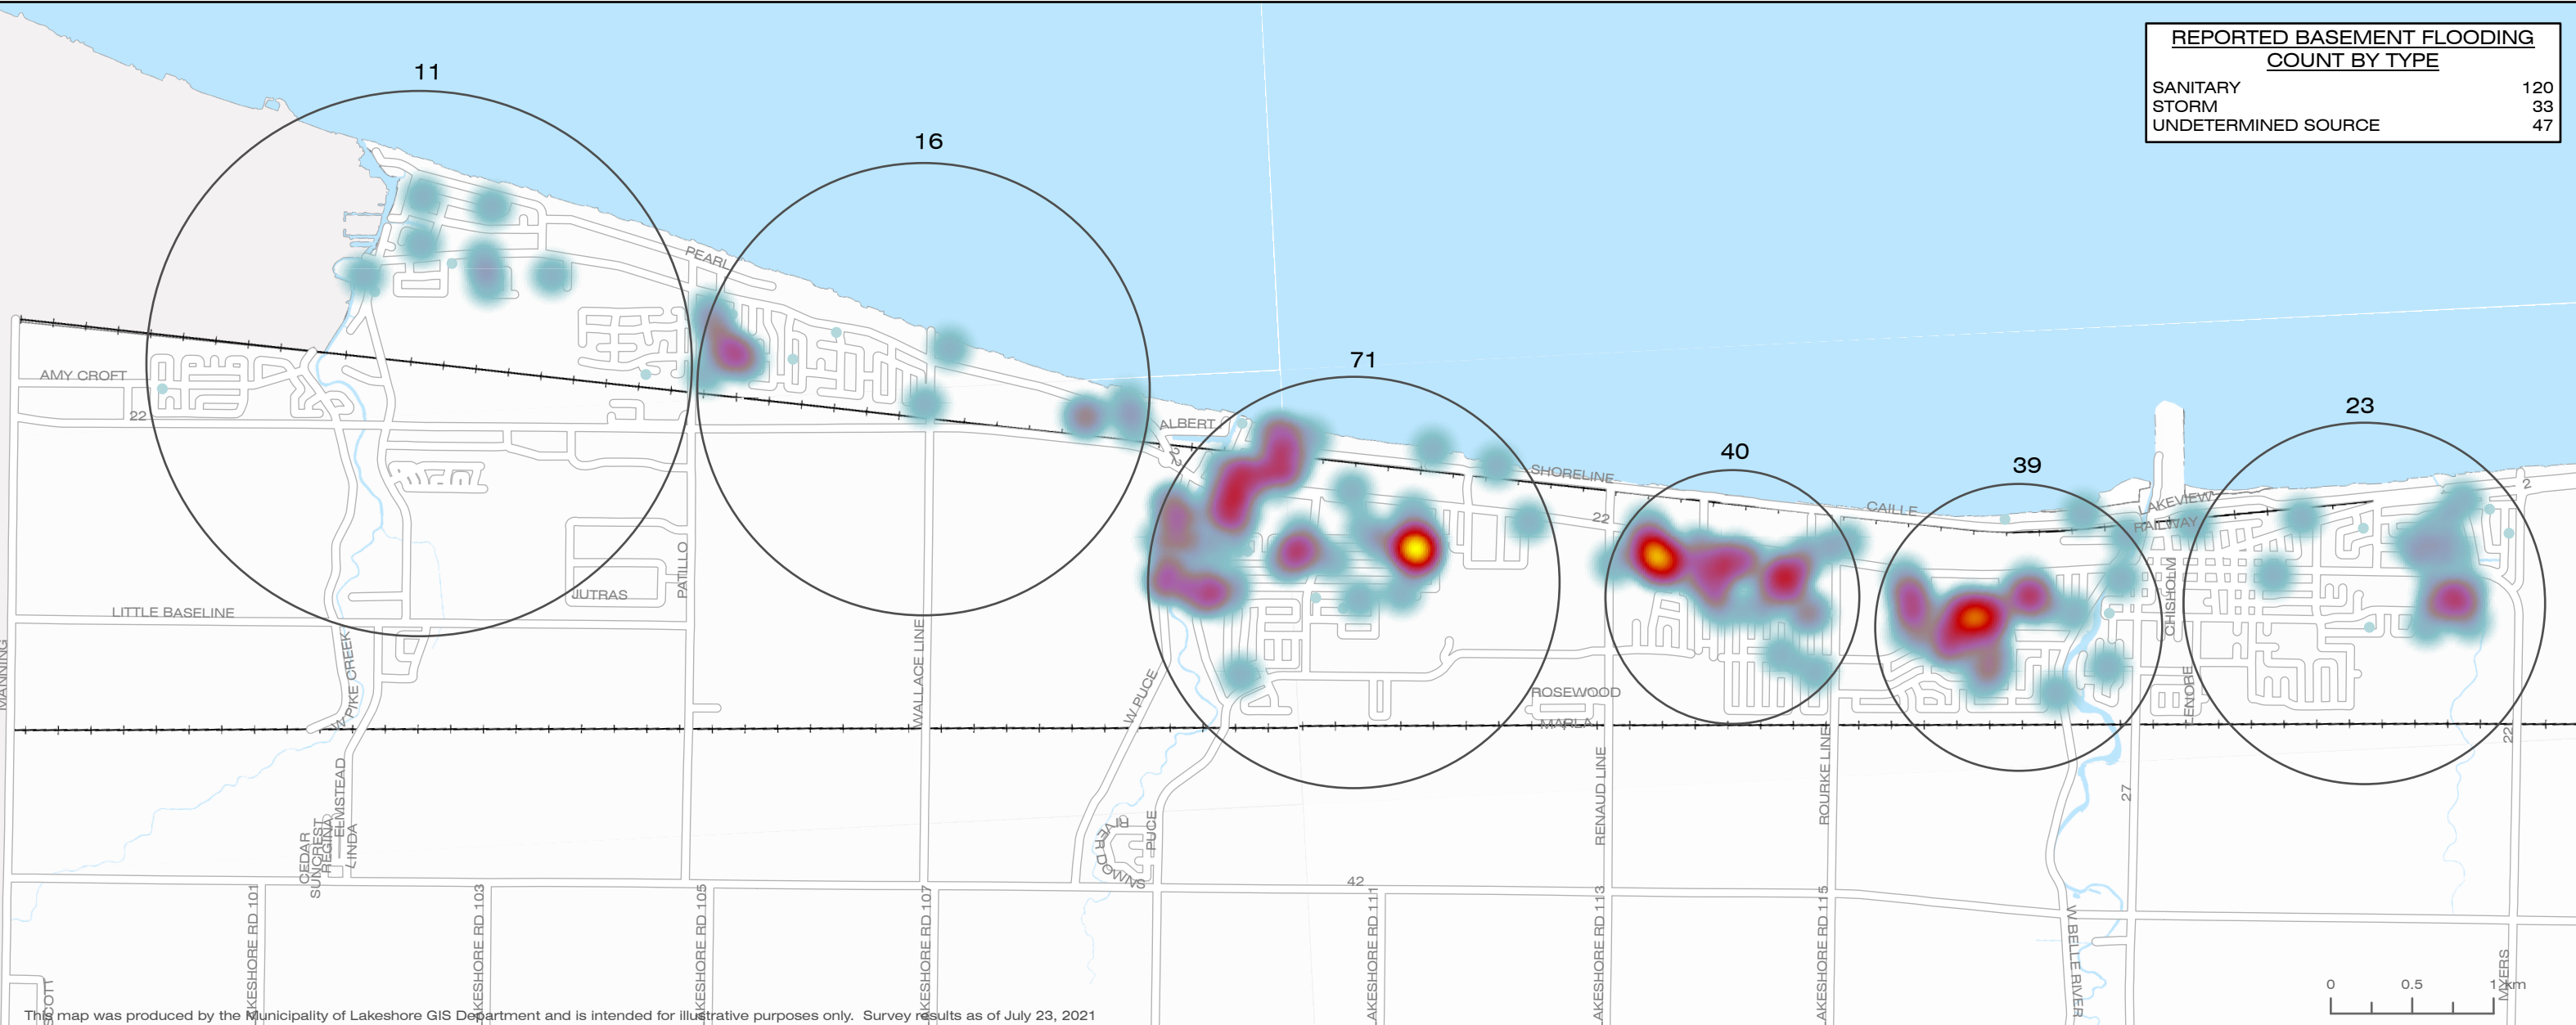 REPORTED BASEMENT FLOODING
COUNT BY TYPE
SANITARY 120
STORM 33
UNDETERMINED SOURCE 47
11
16
71
40
39
23
PEARL
AMY CROFT
22
ALBERT
22
SHORELINE
22
CAILLE
LAKEVIEW
RAILWAY
2
JUTRAS
PATILLO
LITTLE BASELINE
MANNING
W PIKE CREEK
WALLACE LINE
W PUCE
ROSEWOOD
MARLA
CHISHOLM
LENORE
22
RENAUD LINE
ROURKE LINE
27
ELMSTEAD
CEDAR
SUNCREST
REGINA
LINDA
RIVER DOWNS
PUCE
42
LAKESHORE RD 101
LAKESHORE RD 103
LAKESHORE RD 105
LAKESHORE RD 107
LAKESHORE RD 111
LAKESHORE RD 113
LAKESHORE RD 115
W BELLE RIVER
MYERS
SCOTT
0 0.5 1 km
This map was produced by the Municipality of Lakeshore GIS Department and is intended for illustrative purposes only. Survey results as of July 23, 2021